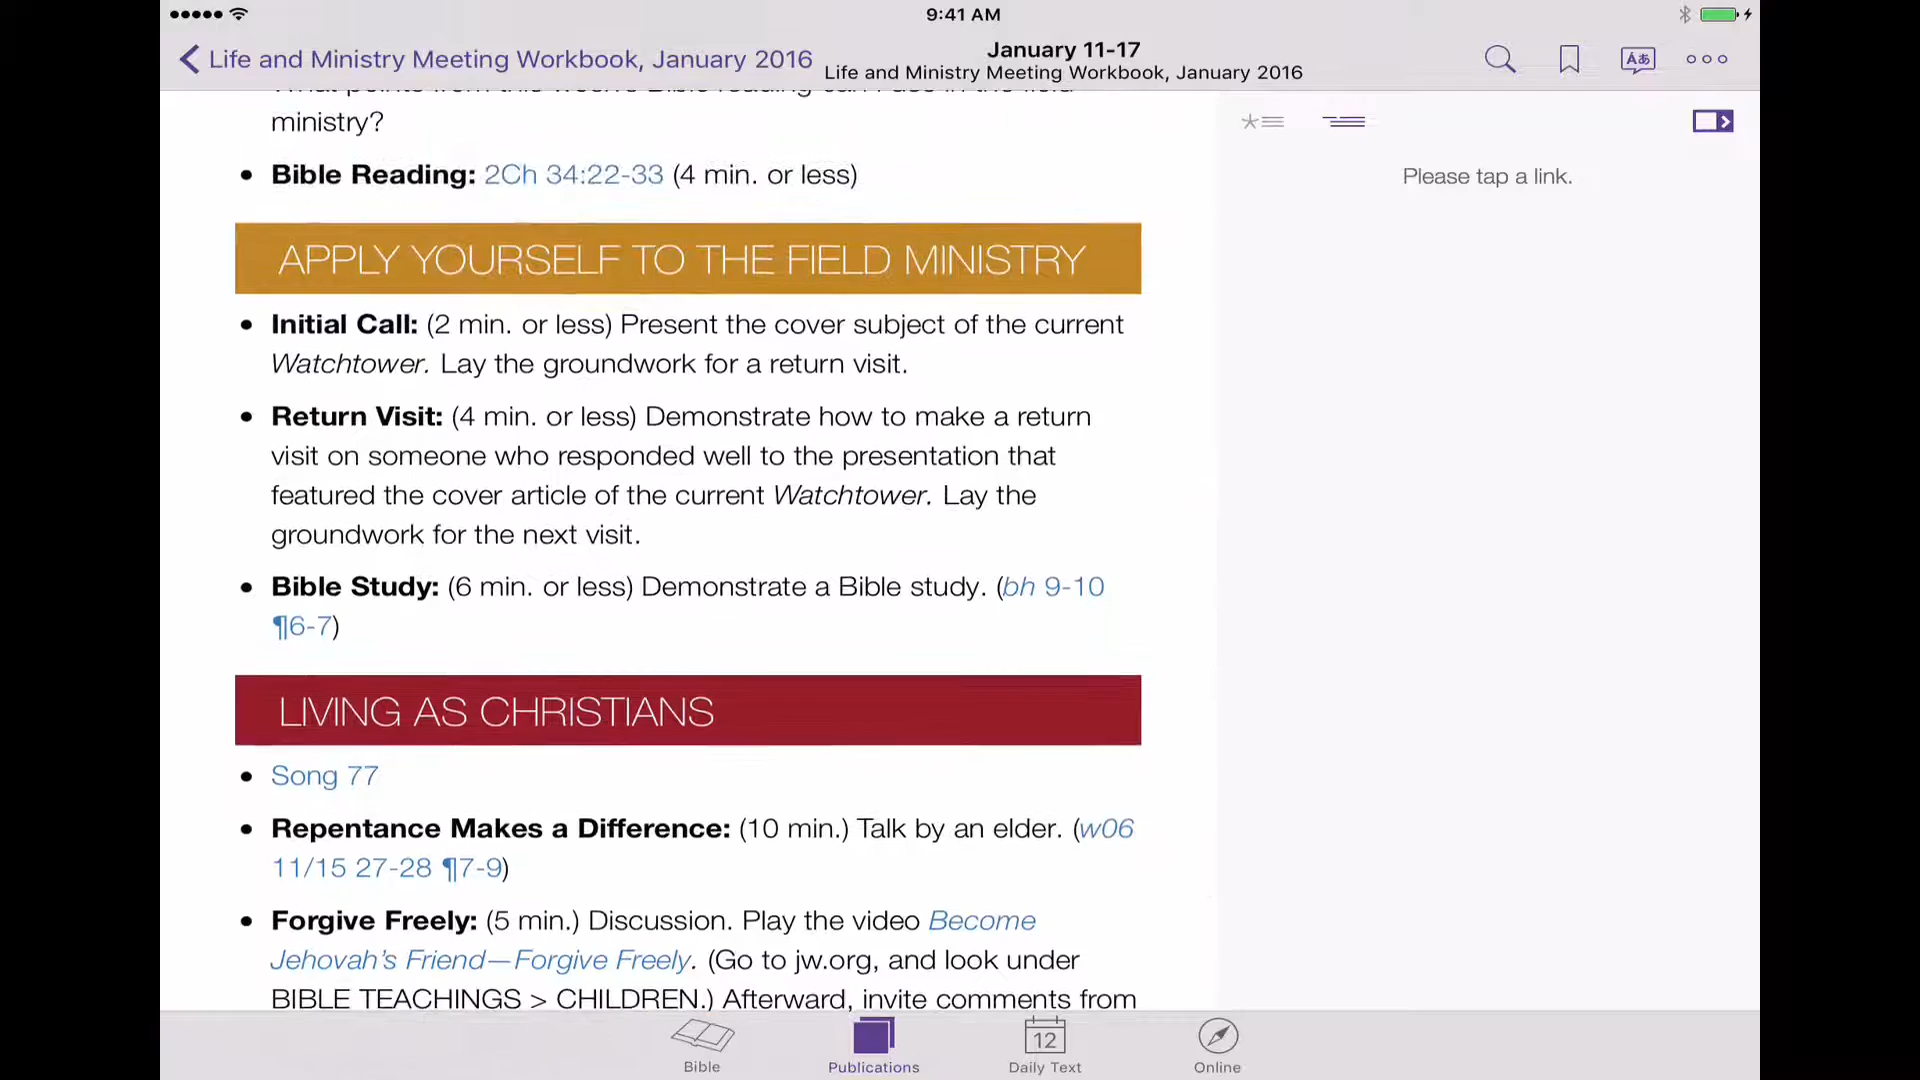 9:41 AM
Life and Ministry Meeting Workbook, January 2016
January 11-17
Life and Ministry Meeting Workbook, January 2016
Aあ
ministry?
• Bible Reading: 2Ch 34:22-33 (4 min. or less)
Please tap a link.
APPLY YOURSELF TO THE FIELD MINISTRY
• Initial Call: (2 min. or less) Present the cover subject of the current
Watchtower. Lay the groundwork for a return visit.
• Return Visit: (4 min. or less) Demonstrate how to make a return
visit on someone who responded well to the presentation that
featured the cover article of the current Watchtower. Lay the
groundwork for the next visit.
• Bible Study: (6 min. or less) Demonstrate a Bible study. (bh 9-10
¶6-7)
LIVING AS CHRISTIANS
• Song 77
• Repentance Makes a Difference: (10 min.) Talk by an elder. (w06
11/15 27-28 ¶7-9)
• Forgive Freely: (5 min.) Discussion. Play the video Become
Jehovah’s Friend—Forgive Freely. (Go to jw.org, and look under
BIBLE TEACHINGS > CHILDREN.) Afterward, invite comments from
Bible
Publications
12
Daily Text
Online